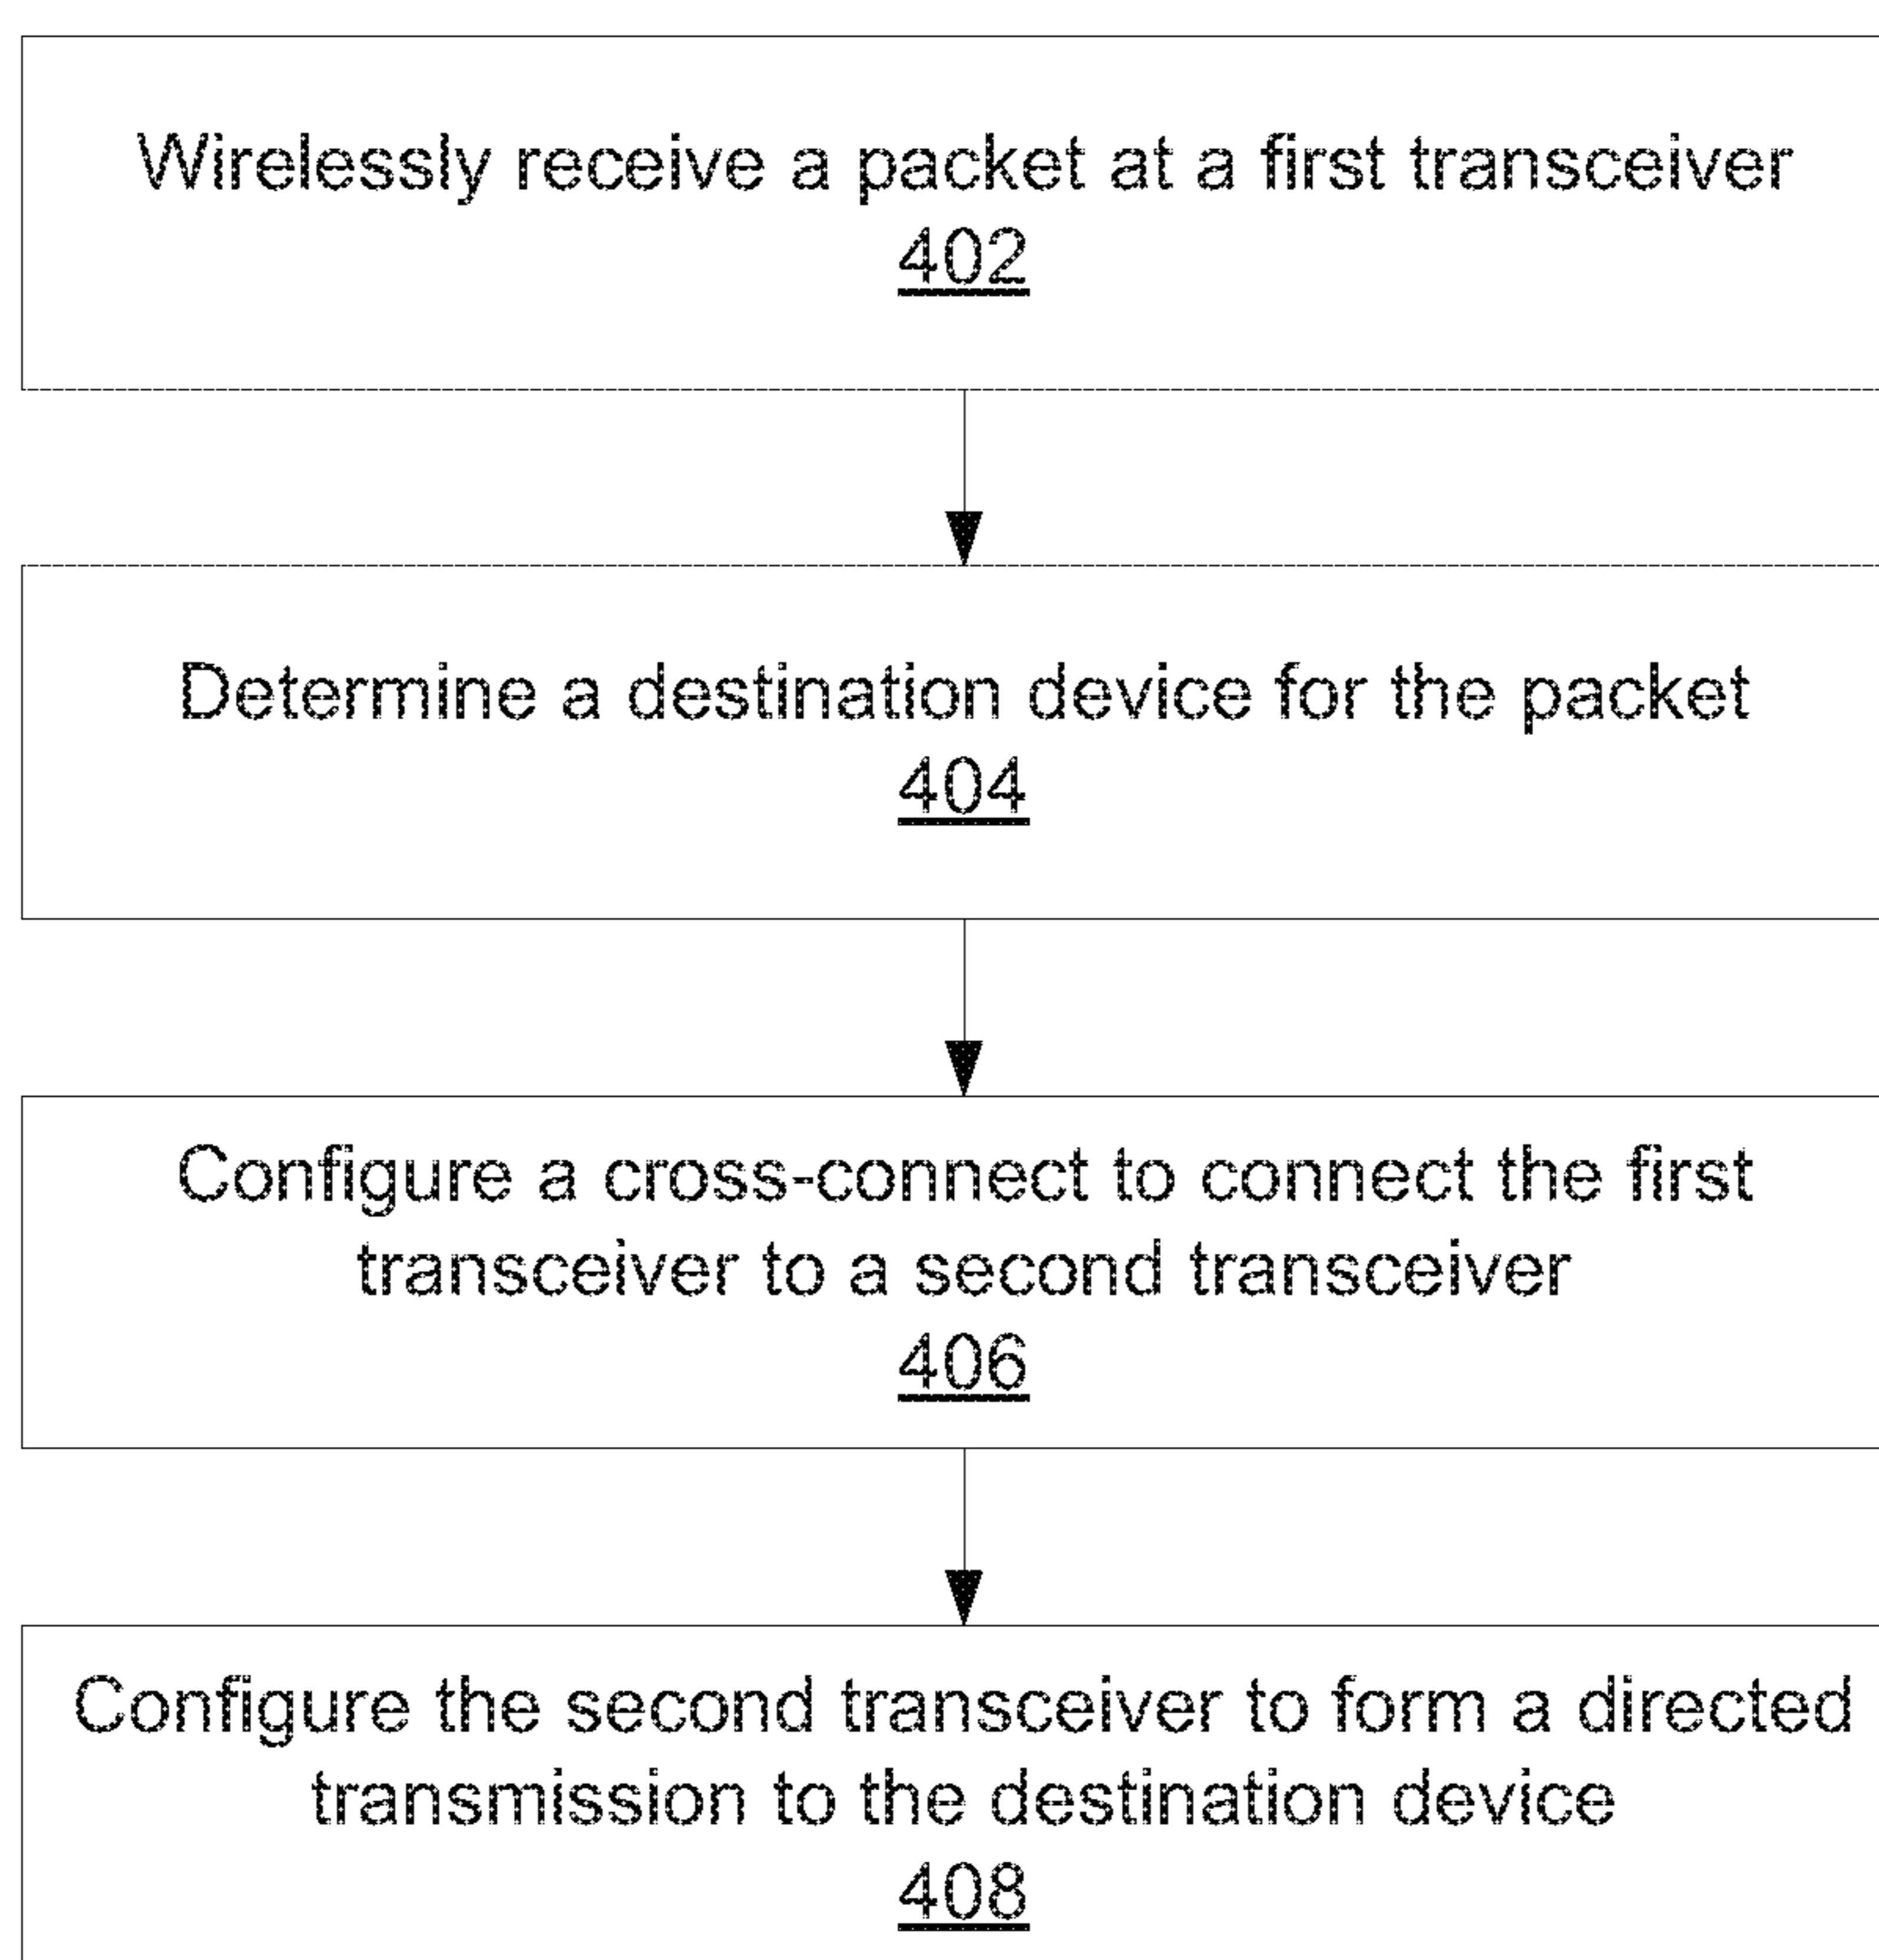 Wirelessly receive a packet at a first transceiver
402
Determine a destination device for the packet
404
Configure a cross-connect to connect the first
transceiver to a second transceiver
406
Configure the second transceiver to form a directed
transmission to the destination device
408